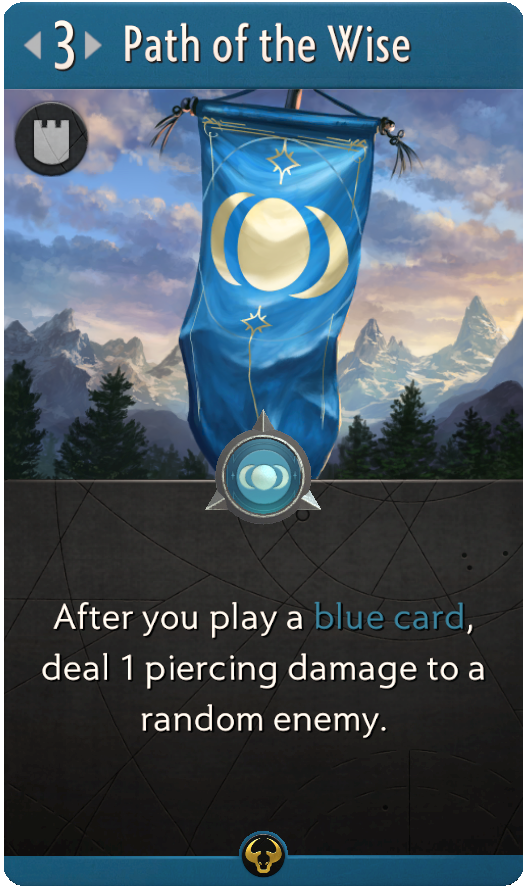 3 Path of the Wise
After you play a blue card,
deal 1 piercing damage to a
random enemy.